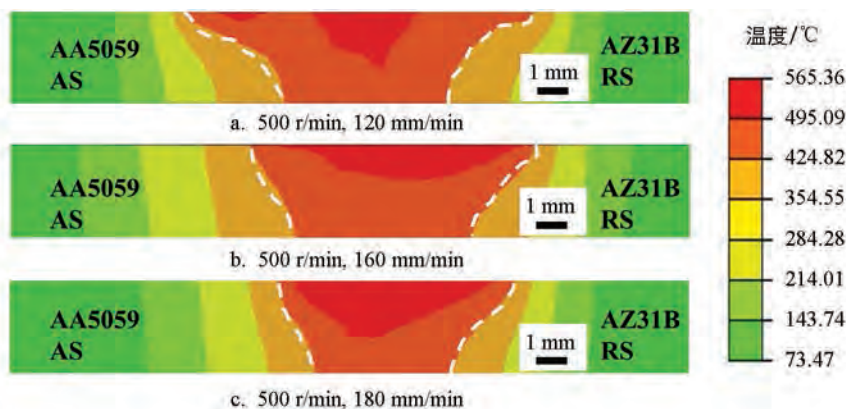 AA5059
AS
AZ31B
RS
1 mm
a. 500 r/min, 120 mm/min
AA5059
AS
AZ31B
RS
1 mm
b. 500 r/min, 160 mm/min
AA5059
AS
AZ31B
RS
1 mm
c. 500 r/min, 180 mm/min
温度/℃
565.36
495.09
424.82
354.55
284.28
214.01
143.74
73.47